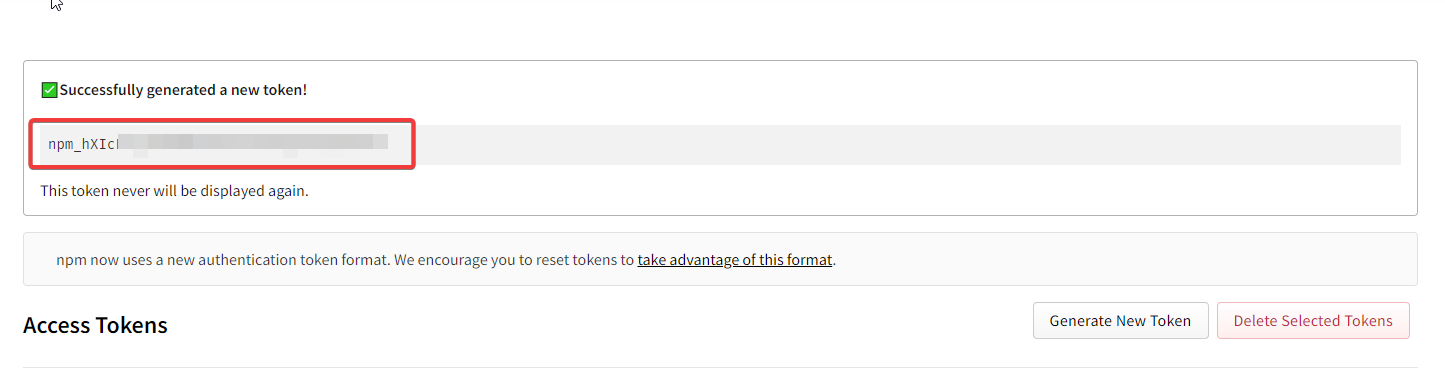 ✅Successfully generated a new token!
npm_hXIc
This token never will be displayed again.
npm now uses a new authentication token format. We encourage you to reset tokens to take advantage of this format.
Access Tokens
Generate New Token
Delete Selected Tokens